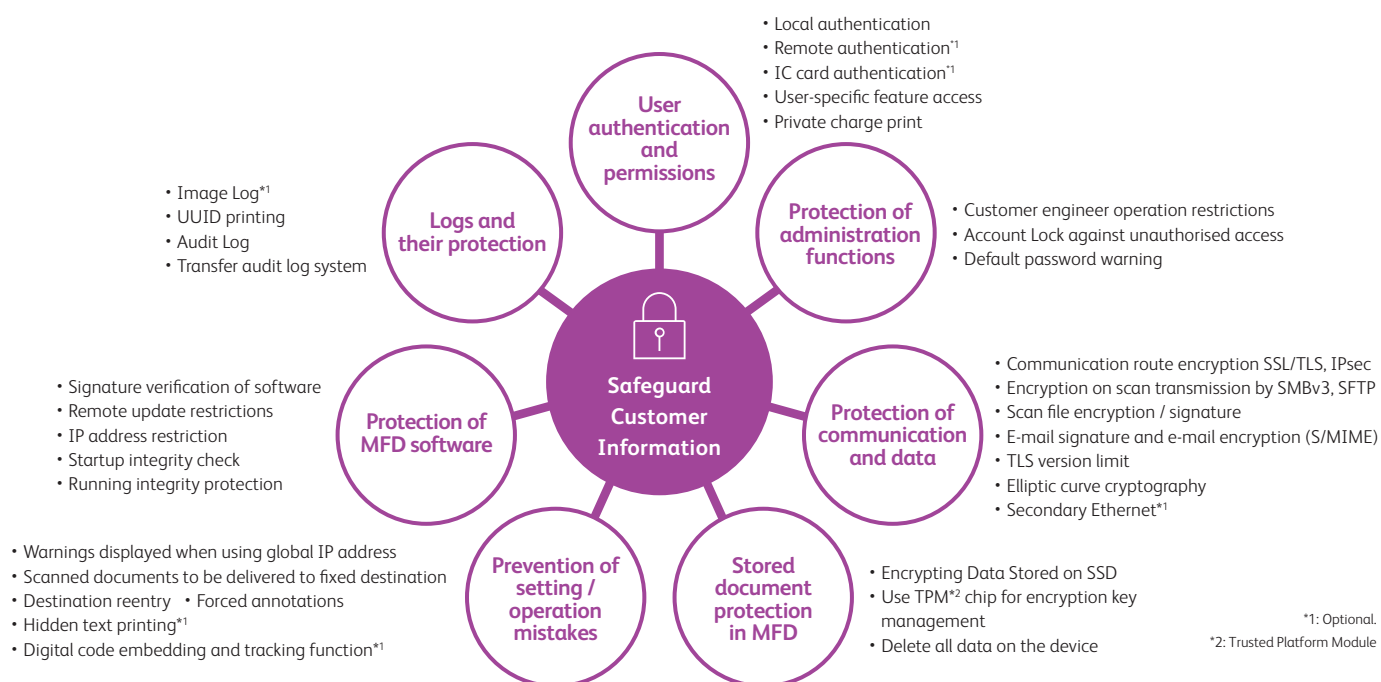 • Local authentication
• Remote authentication*1
• IC card authentication*1
• User-specific feature access
• Private charge print
User
authentication
and
permissions
• Image Log*1
• UUID printing
• Audit Log
• Transfer audit log system
Logs and
their protection
Protection of
administration
functions
• Customer engineer operation restrictions
• Account Lock against unauthorised access
• Default password warning
Safeguard
Customer
Information
• Signature verification of software
• Remote update restrictions
• IP address restriction
• Startup integrity check
• Running integrity protection
Protection of
MFD software
Protection of
communication
and data
• Communication route encryption SSL/TLS, IPsec
• Encryption on scan transmission by SMBv3, SFTP
• Scan file encryption / signature
• E-mail signature and e-mail encryption (S/MIME)
• TLS version limit
• Elliptic curve cryptography
• Secondary Ethernet*1
• Warnings displayed when using global IP address
• Scanned documents to be delivered to fixed destination
• Destination reentry • Forced annotations
• Hidden text printing*1
• Digital code embedding and tracking function*1
Prevention of
setting /
operation
mistakes
Stored
document
protection
in MFD
• Encrypting Data Stored on SSD
• Use TPM*2 chip for encryption key
management
• Delete all data on the device
*1: Optional.
*2: Trusted Platform Module